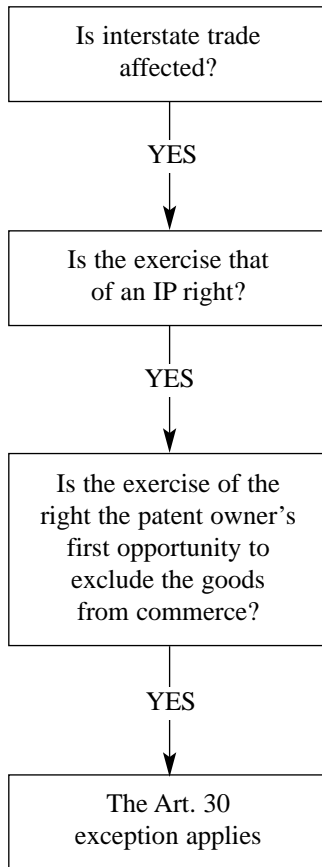 Is interstate trade
affected?
YES
Is the exercise that
of an IP right?
YES
Is the exercise of the
right the patent owner’s
first opportunity to
exclude the goods
from commerce?
YES
The Art. 30
exception applies